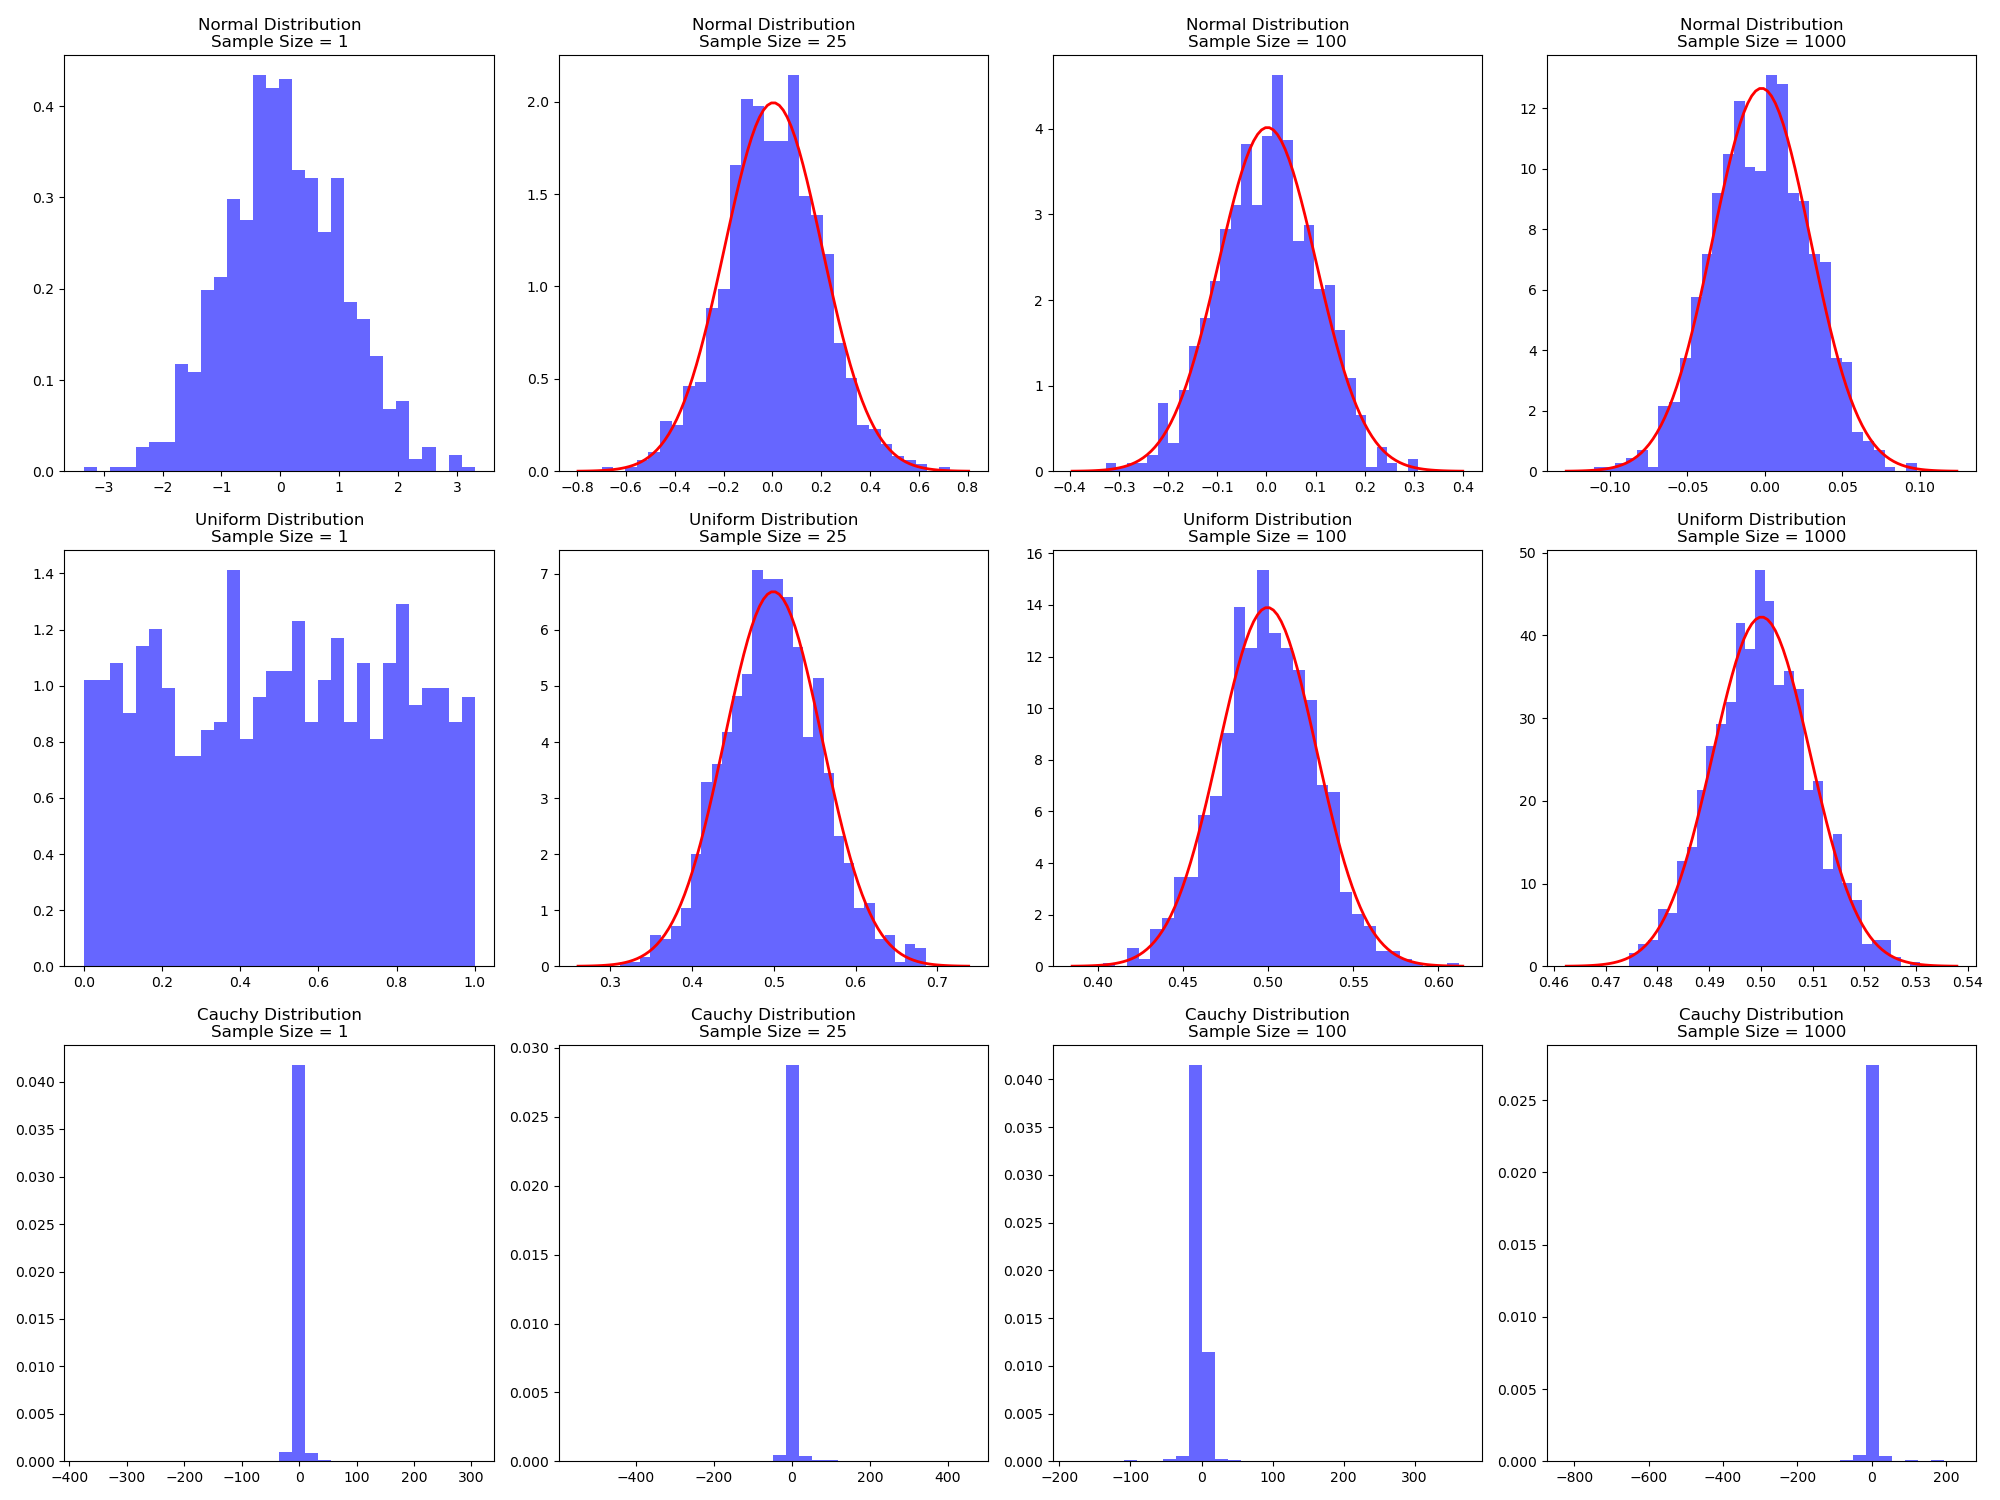 Normal Distribution
Sample Size = 1
Normal Distribution
Sample Size = 25
Normal Distribution
Sample Size = 100
Normal Distribution
Sample Size = 1000
0.4
0.3
0.2
0.1
0.0
−3 −2 −1 0 1 2 3
2.0
1.5
1.0
0.5
0.0
−0.8 −0.6 −0.4 −0.2 0.0 0.2 0.4 0.6 0.8
4
3
2
1
0
−0.4 −0.3 −0.2 −0.1 0.0 0.1 0.2 0.3 0.4
12
10
8
6
4
2
0
−0.10 −0.05 0.00 0.05 0.10
Uniform Distribution
Sample Size = 1
Uniform Distribution
Sample Size = 25
Uniform Distribution
Sample Size = 100
Uniform Distribution
Sample Size = 1000
1.4
1.2
1.0
0.8
0.6
0.4
0.2
0.0
0.0 0.2 0.4 0.6 0.8 1.0
7
6
5
4
3
2
1
0
0.3 0.4 0.5 0.6 0.7
16
14
12
10
8
6
4
2
0
0.40 0.45 0.50 0.55 0.60
50
40
30
20
10
0
0.46 0.47 0.48 0.49 0.50 0.51 0.52 0.53 0.54
Cauchy Distribution
Sample Size = 1
Cauchy Distribution
Sample Size = 25
Cauchy Distribution
Sample Size = 100
Cauchy Distribution
Sample Size = 1000
0.040
0.035
0.030
0.025
0.020
0.015
0.010
0.005
0.000
−400 −300 −200 −100 0 100 200 300
0.030
0.025
0.020
0.015
0.010
0.005
0.000
−400 −200 0 200 400
0.040
0.035
0.030
0.025
0.020
0.015
0.010
0.005
0.000
−200 −100 0 100 200 300
0.025
0.020
0.015
0.010
0.005
0.000
−800 −600 −400 −200 0 200